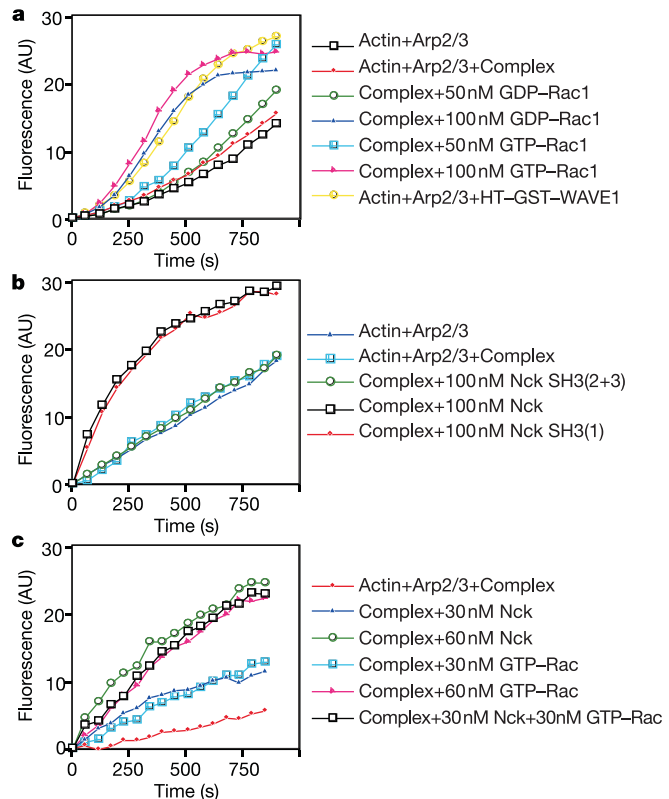 a
Fluorescence (AU)
30
20
10
0
0 250 500 750
Time (s)
Actin+Arp2/3
Actin+Arp2/3+Complex
Complex+50 nM GDP–Rac1
Complex+100 nM GDP–Rac1
Complex+50 nM GTP–Rac1
Complex+100 nM GTP–Rac1
Actin+Arp2/3+HT–GST–WAVE1
b
Fluorescence (AU)
30
20
10
0
0 250 500 750
Time (s)
Actin+Arp2/3
Actin+Arp2/3+Complex
Complex+100 nM Nck SH3(2+3)
Complex+100 nM Nck
Complex+100 nM Nck SH3(1)
c
Fluorescence (AU)
30
20
10
0
0 250 500 750
Time (s)
Actin+Arp2/3+Complex
Complex+30 nM Nck
Complex+60 nM Nck
Complex+30 nM GTP–Rac
Complex+60 nM GTP–Rac
Complex+30 nM Nck+30nM GTP–Rac